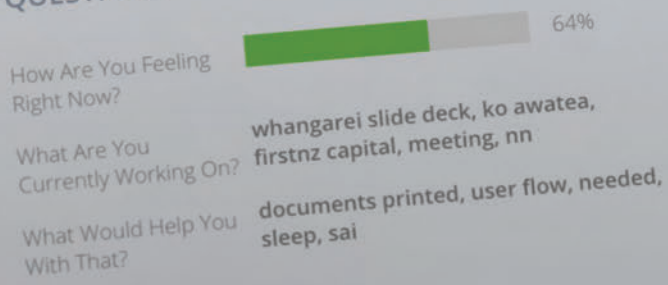 64%
How Are You Feeling
Right Now?
whangarei slide deck, ko awatea,
What Are You
firstnz capital, meeting, nn
Currently Working On?
documents printed, user flow, needed,
What Would Help You
sleep, sai
With That?